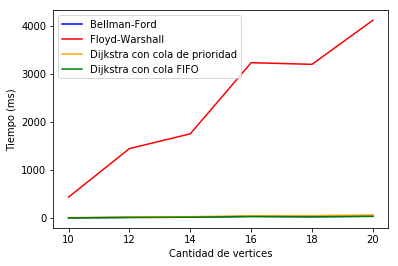 Bellman-Ford
Floyd-Warshall
Dijkstra con cola de prioridad
Dijkstra con cola FIFO
4000
3000
2000
1000
0
Tiempo (ms)
10 12 14 16 18 20
Cantidad de vertices